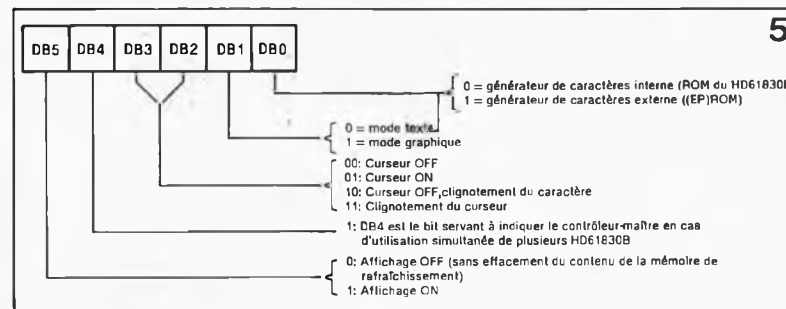 5
DB5 DB4 DB3 DB2 DB1 DB0
0 = générateur de caractères interne (ROM du HD61830B
1 = générateur de caractères externe ((EP)ROM)
0 = mode texte
1 = mode graphique
00: Curseur OFF
01: Curseur ON
10: Curseur OFF, clignotement du caractère
11: Clignotement du curseur
1: DB4 est le bit servant à indiquer le contrôleur-maître en cas
d'utilisation simultanée de plusieurs HD61830B
0: Affichage OFF (sans effacement du contenu de la mémoire de
rafraîchissement)
1: Affichage ON